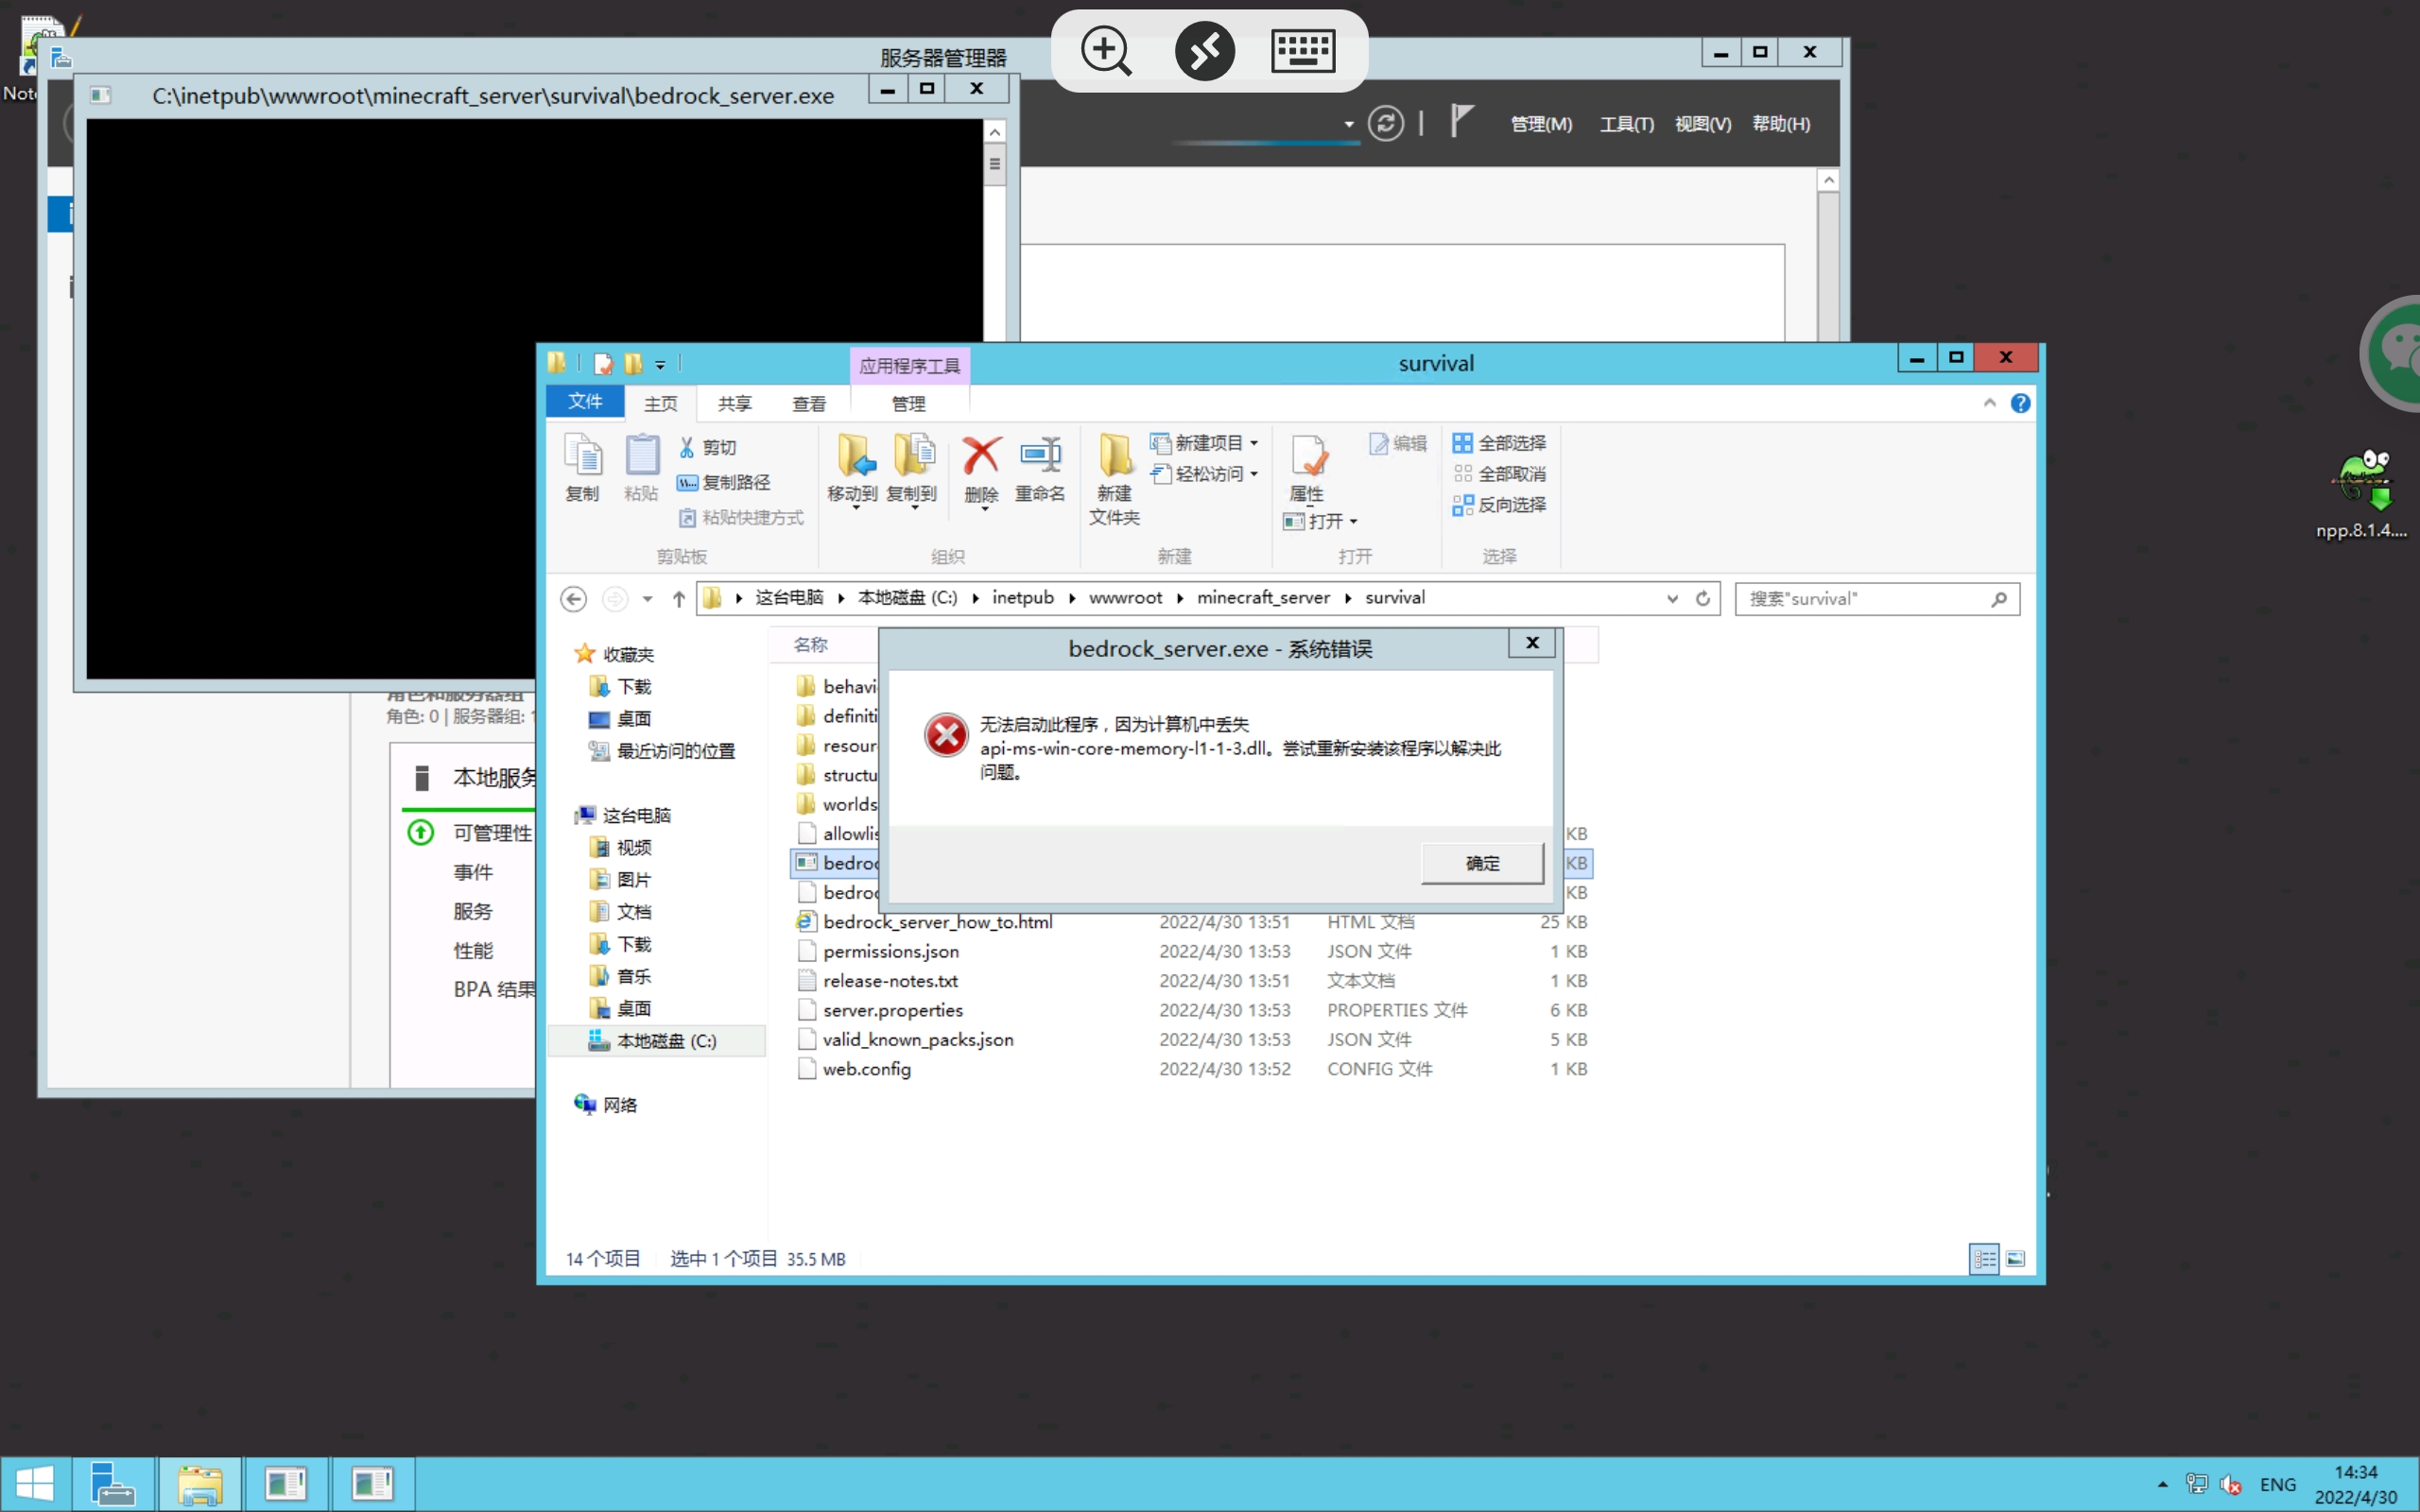 服务器管理器
C:\inetpub\wwwroot\minecraft_server\survival\bedrock_server.exe
管理(M)
工具(T)
视图(V)
帮助(H)
应用程序工具
survival
文件
主页
共享
查看
管理
复制
粘贴
剪切
复制路径
粘贴快捷方式
移动到
复制到
删除
重命名
新建
文件夹
新建项目
轻松访问
属性
打开
编辑
全部选择
全部取消
反向选择
剪贴板
组织
新建
打开
选择
这台电脑
本地磁盘 (C:)
inetpub
wwwroot
minecraft_server
survival
搜索"survival"
收藏夹
下载
桌面
最近访问的位置
这台电脑
视频
图片
文档
下载
音乐
桌面
本地磁盘 (C:)
网络
名称
behavi
definiti
resour
structu
worlds
allowlis
KB
bedroc
KB
bedroc
KB
bedrock_server_how_to.html 2022/4/30 13:51 HTML 文档 25 KB
permissions.json 2022/4/30 13:53 JSON 文件 1 KB
release-notes.txt 2022/4/30 13:51 文本文档 1 KB
server.properties 2022/4/30 13:53 PROPERTIES 文件 6 KB
valid_known_packs.json 2022/4/30 13:53 JSON 文件 5 KB
web.config 2022/4/30 13:52 CONFIG 文件 1 KB
bedrock_server.exe - 系统错误
无法启动此程序，因为计算机中丢失
api-ms-win-core-memory-l1-1-3.dll。尝试重新安装该程序以解决此
问题。
确定
14 个项目
选中 1 个项目 35.5 MB
角色和服务器组
角色: 0 | 服务器组:
本地服务
可管理性
事件
服务
性能
BPA 结果
npp.8.1.4....
ENG
14:34
2022/4/30